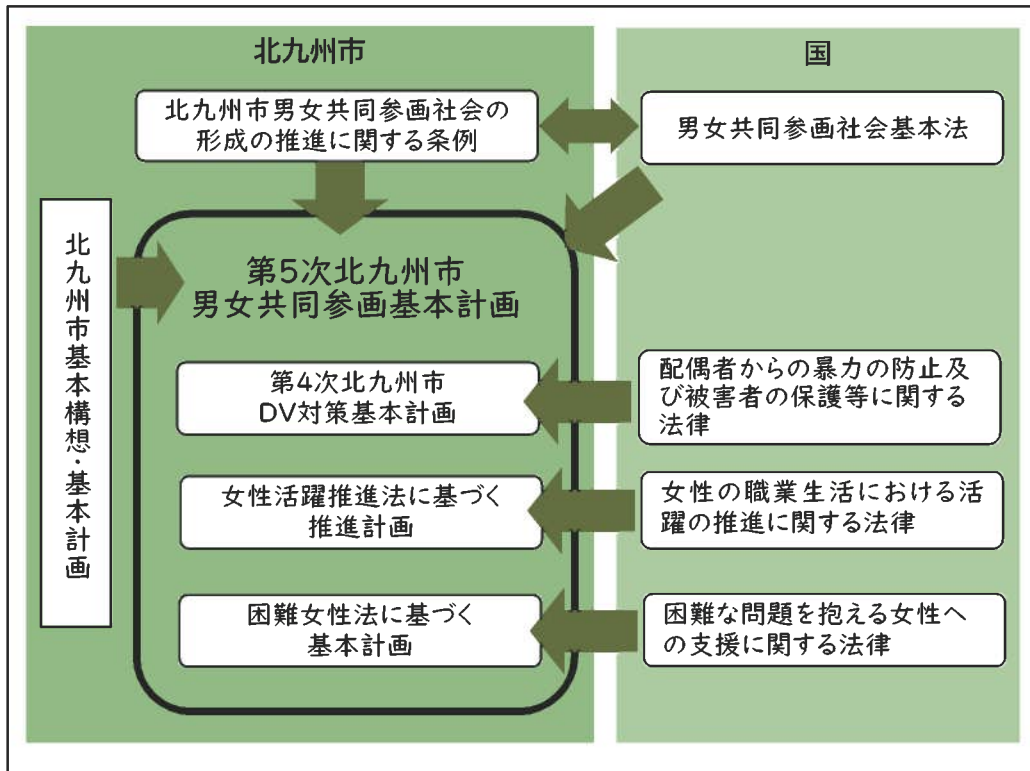 北九州市
国
北九州市男女共同参画社会の
形成の推進に関する条例
男女共同参画社会基本法
北九州市基本構想・基本計画
第5次北九州市
男女共同参画基本計画
第4次北九州市
DV対策基本計画
配偶者からの暴力の防止及
び被害者の保護等に関する
法律
女性活躍推進法に基づく
推進計画
女性の職業生活における活
躍の推進に関する法律
困難女性法に基づく
基本計画
困難な問題を抱える女性へ
の支援に関する法律